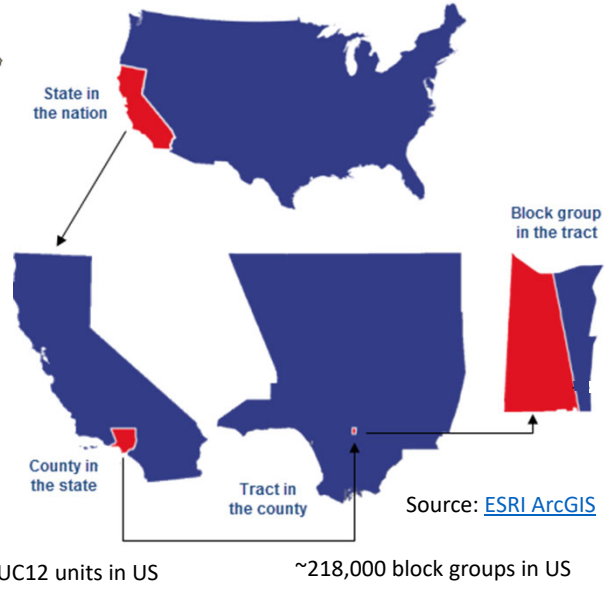 State in
the nation
Block group
in the tract
County in
the state
Tract in
the county
Source: ESRI ArcGIS
UC12 units in US
~218,000 block groups in US